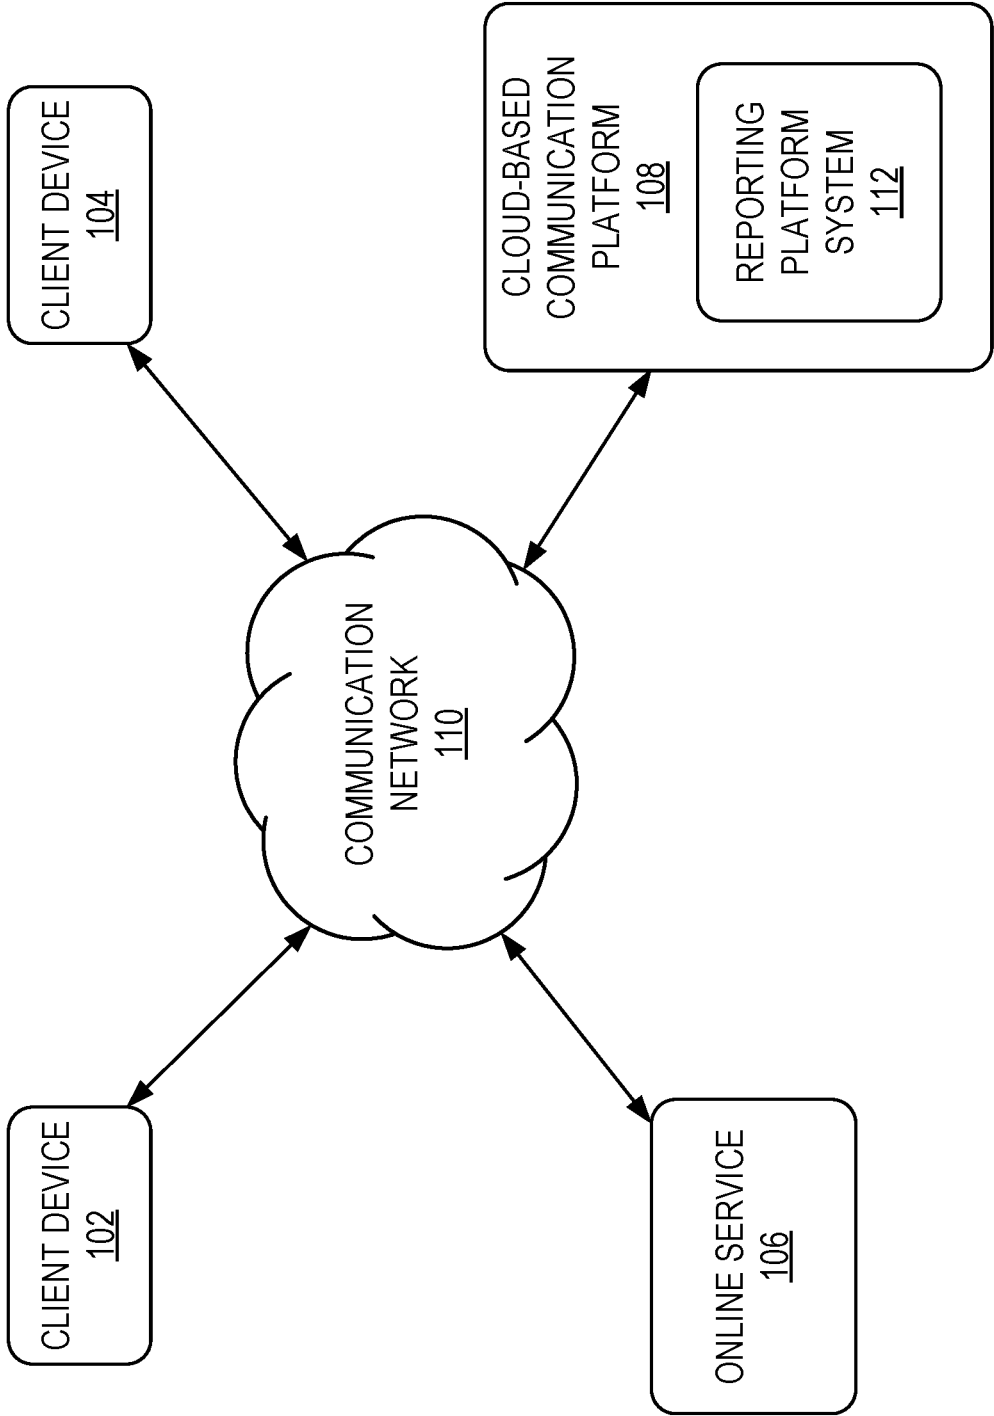 CLIENT DEVICE
102
CLIENT DEVICE
104
COMMUNICATION
NETWORK
110
ONLINE SERVICE
106
CLOUD-BASED
COMMUNICATION
PLATFORM
108
REPORTING
PLATFORM
SYSTEM
112